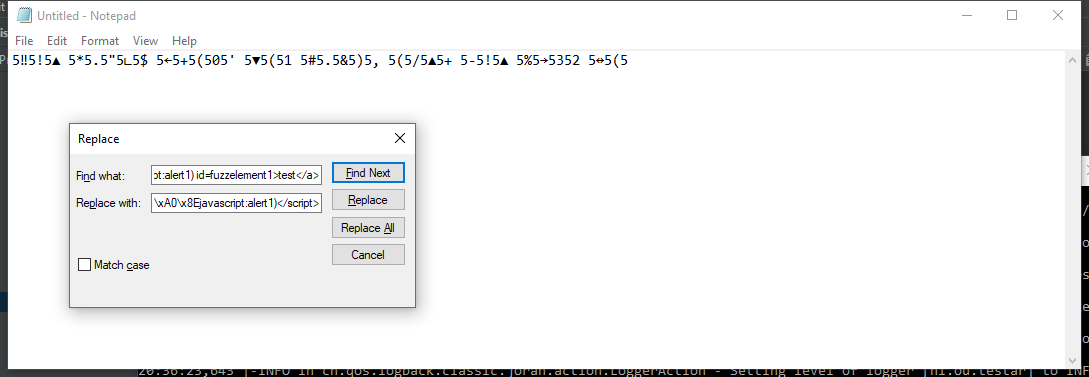 Untitled - Notepad
File Edit Format View Help
5‼5!5▲ 5*5.5"5∟5$ 5←5+5(505' 5▼5(51 5#5.5&5)5, 5(5/5▲5+ 5-5!5▲ 5%5→5352 5↔5(5
Replace
Find what: pt:alert1) id=fuzzelement1>test</a> Find Next
Replace with: \xA0\x8Ejavascript:alert1)</script> Replace
Replace All
Cancel
Match case
20:36:23,643 |-INFO in ch.qos.logback.classic.joran.action.LoggerAction - Setting level of logger [nl.ou.testar] to INF